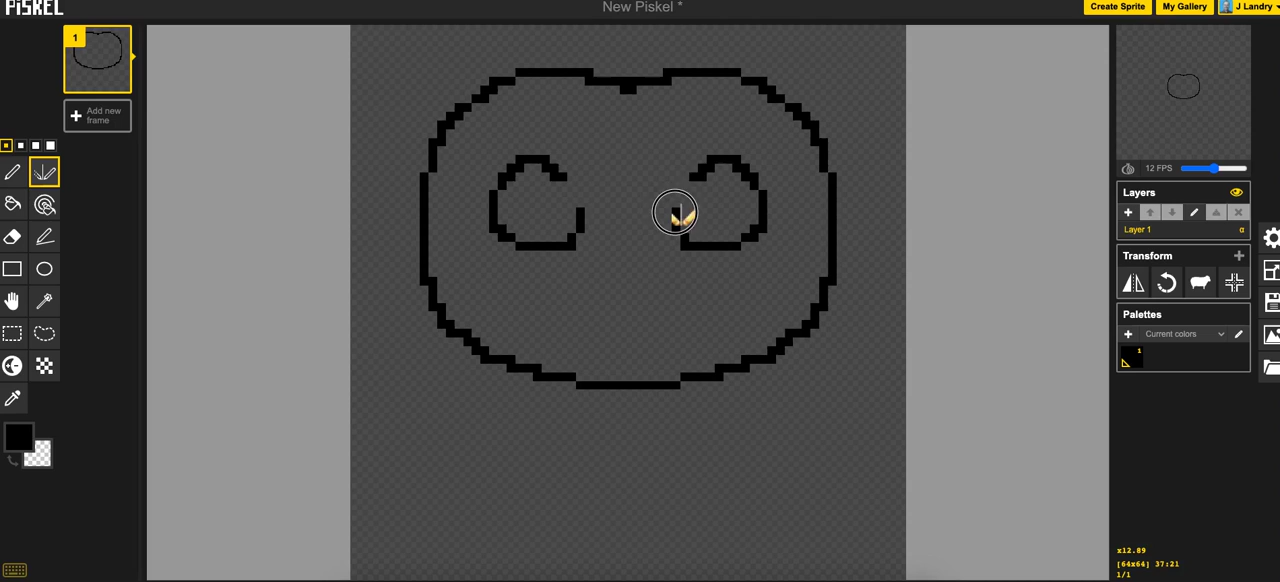 PiSKEL
New Piskel *
Create Sprite
My Gallery
J Landry
1
Add new
frame
12 FPS
Layers
Layer 1
α
Transform
Palettes
Current colors
1
x12.89
[64x64] 37:21
1/1